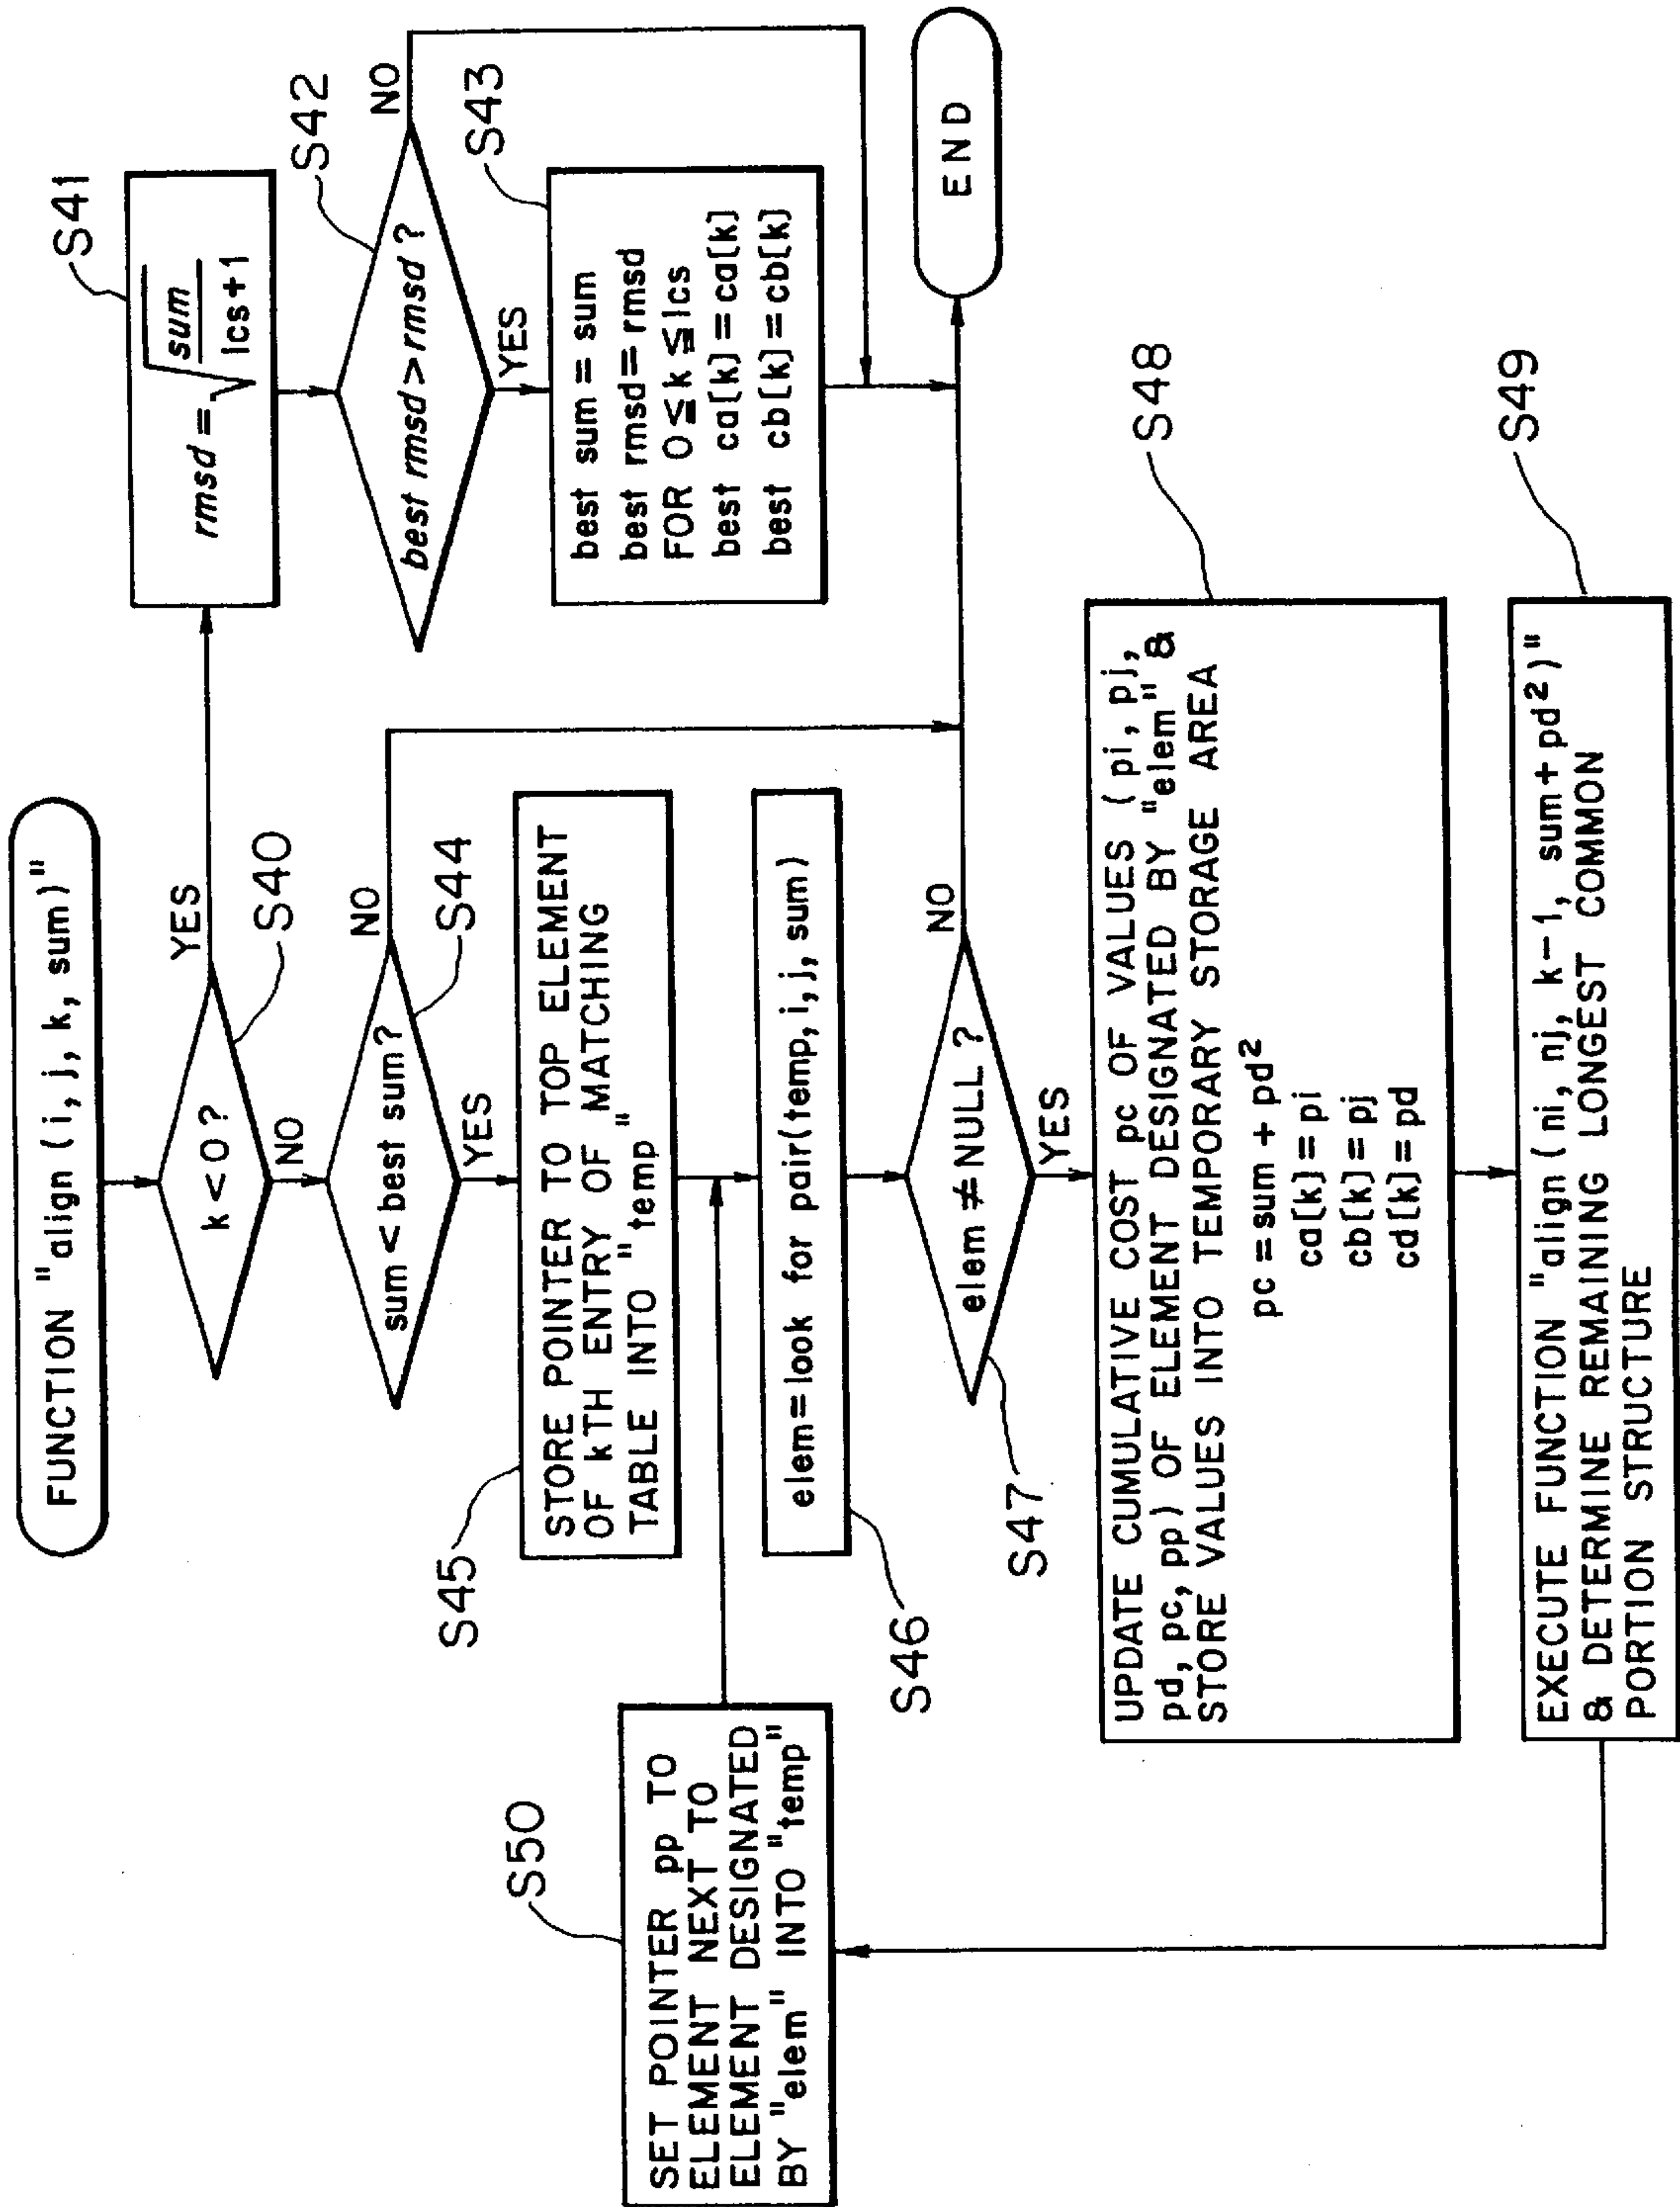 FUNCTION "align (i, j, k, sum)"
k < 0 ?
YES
S40
NO
rmsd = √ sum / lcs+1
S41
best rmsd > rmsd ?
S42
NO
YES
best sum = sum
best rmsd = rmsd
FOR 0 ≦ k ≦ lcs
best ca[k] = ca[k]
best cb[k] = cb[k]
S43
END
sum < best sum?
NO
S44
YES
STORE POINTER TO TOP ELEMENT
OF kTH ENTRY OF MATCHING
TABLE INTO "temp"
S45
elem = look for pair(temp, i, j, sum)
S46
elem ≠ NULL ?
NO
S47
YES
UPDATE CUMULATIVE COST pc OF VALUES ( pi, pj,
pd, pc, pp) OF ELEMENT DESIGNATED BY "elem" &
STORE VALUES INTO TEMPORARY STORAGE AREA
pc = sum + pd²
ca[k] = pi
cb[k] = pj
cd[k] = pd
S48
EXECUTE FUNCTION "align ( ni, nj, k-1, sum + pd² )"
& DETERMINE REMAINING LONGEST COMMON
PORTION STRUCTURE
S49
SET POINTER pp TO
ELEMENT NEXT TO
ELEMENT DESIGNATED
BY "elem" INTO "temp"
S50